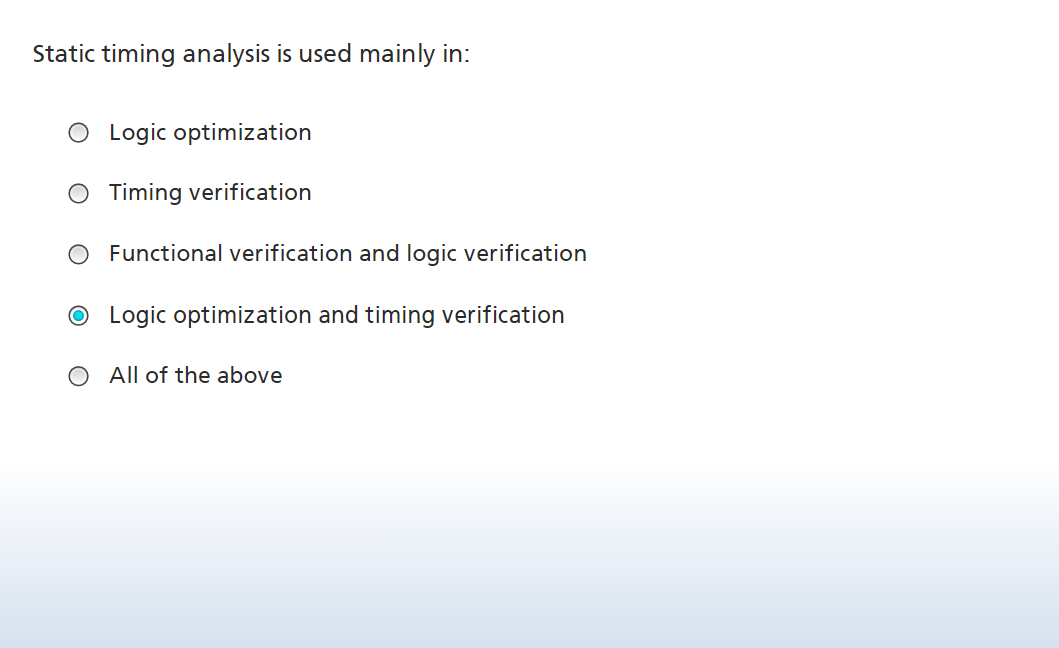 Static timing analysis is used mainly in:
Logic optimization
Timing verification
Functional verification and logic verification
Logic optimization and timing verification
All of the above